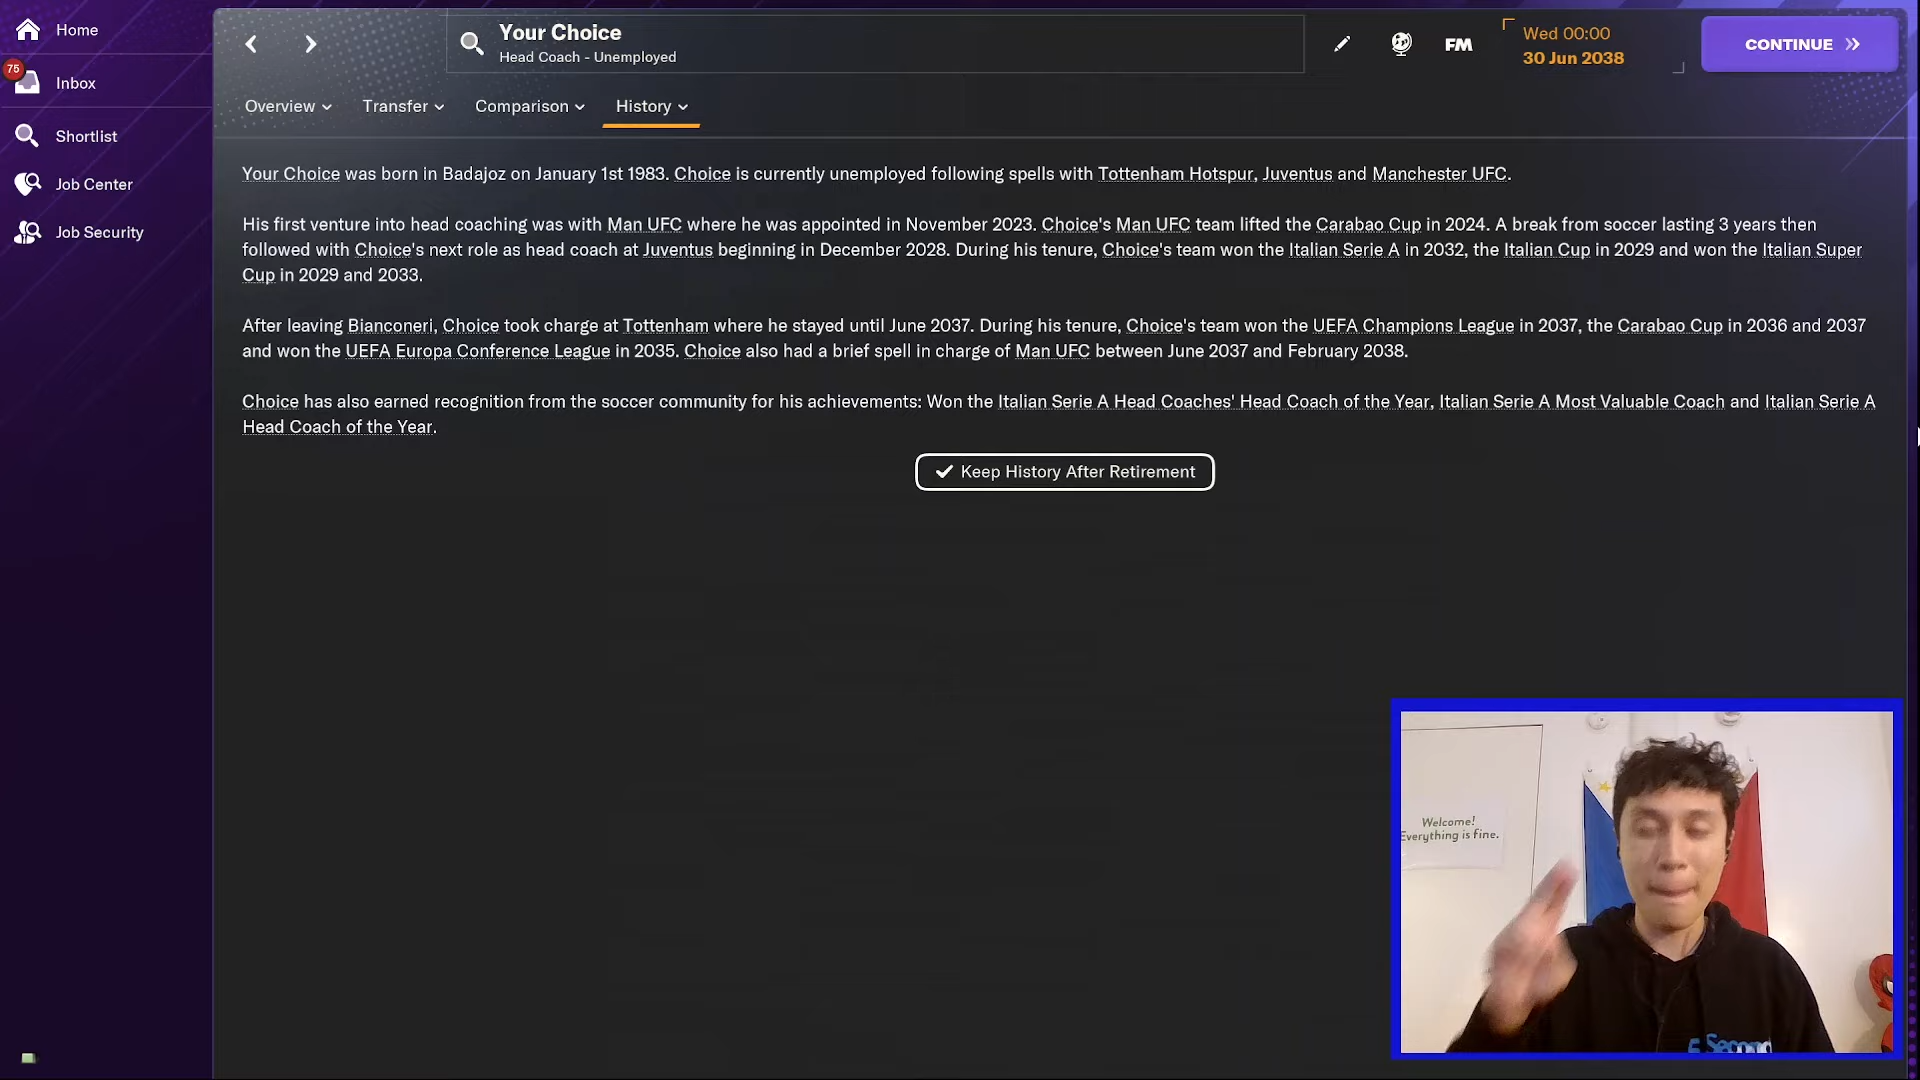 Home
75
Inbox
Shortlist
Job Center
Job Security
Your Choice
Head Coach - Unemployed
FM
Wed 00:00
30 Jun 2038
CONTINUE
Overview
Transfer
Comparison
History
Your Choice was born in Badajoz on January 1st 1983. Choice is currently unemployed following spells with Tottenham Hotspur, Juventus and Manchester UFC.
His first venture into head coaching was with Man UFC where he was appointed in November 2023. Choice's Man UFC team lifted the Carabao Cup in 2024. A break from soccer lasting 3 years then
followed with Choice's next role as head coach at Juventus beginning in December 2028. During his tenure, Choice's team won the Italian Serie A in 2032, the Italian Cup in 2029 and won the Italian Super
Cup in 2029 and 2033.
After leaving Bianconeri, Choice took charge at Tottenham where he stayed until June 2037. During his tenure, Choice's team won the UEFA Champions League in 2037, the Carabao Cup in 2036 and 2037
and won the UEFA Europa Conference League in 2035. Choice also had a brief spell in charge of Man UFC between June 2037 and February 2038.
Choice has also earned recognition from the soccer community for his achievements: Won the Italian Serie A Head Coaches' Head Coach of the Year, Italian Serie A Most Valuable Coach and Italian Serie A
Head Coach of the Year.
Keep History After Retirement
Welcome!
Everything is fine.